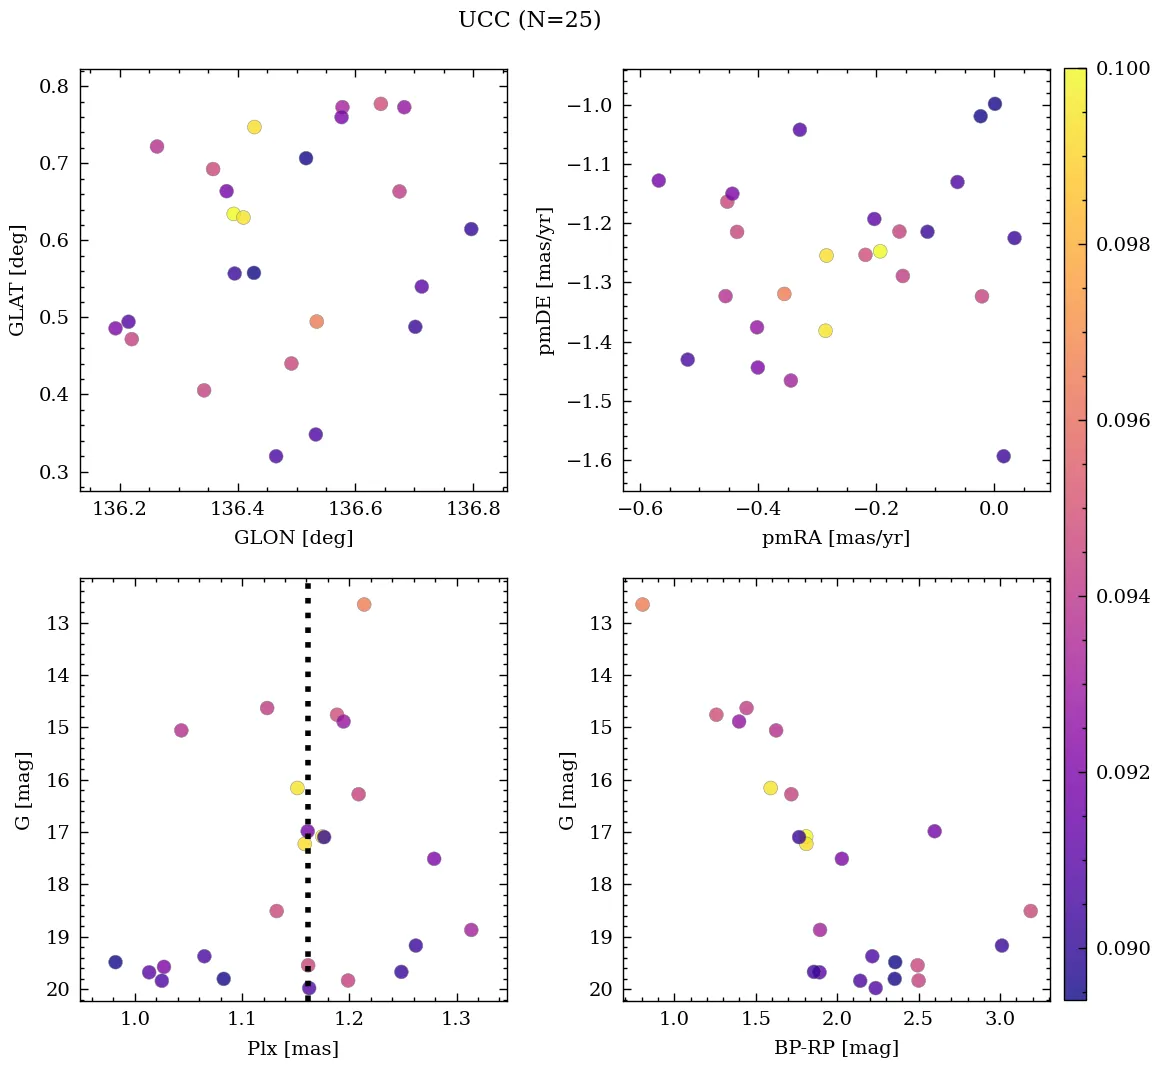 UCC (N=25)
0.8
0.7
0.6
0.5
0.4
0.3
GLAT [deg]
136.2 136.4 136.6 136.8
GLON [deg]
−1.0
−1.1
−1.2
−1.3
−1.4
−1.5
−1.6
pmDE [mas/yr]
−0.6 −0.4 −0.2 0.0
pmRA [mas/yr]
0.100
0.098
0.096
0.094
0.092
0.090
13
14
15
16
17
18
19
20
G [mag]
1.0 1.1 1.2 1.3
Plx [mas]
13
14
15
16
17
18
19
20
G [mag]
1.0 1.5 2.0 2.5 3.0
BP-RP [mag]